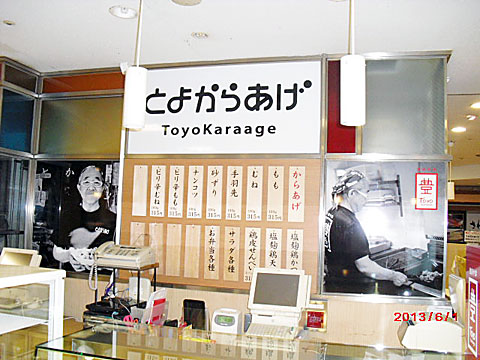 とよからあげ
ToyoKaraage
からあげ
もも
むね
手羽先
砂ずり
ナンコツ
ピリ辛もも
ピリ辛むね
塩麹鶏かつ
塩麹鶏天
鶏皮せんべい
サラダ各種
お弁当各種
豊
Toyo
2013/6/1